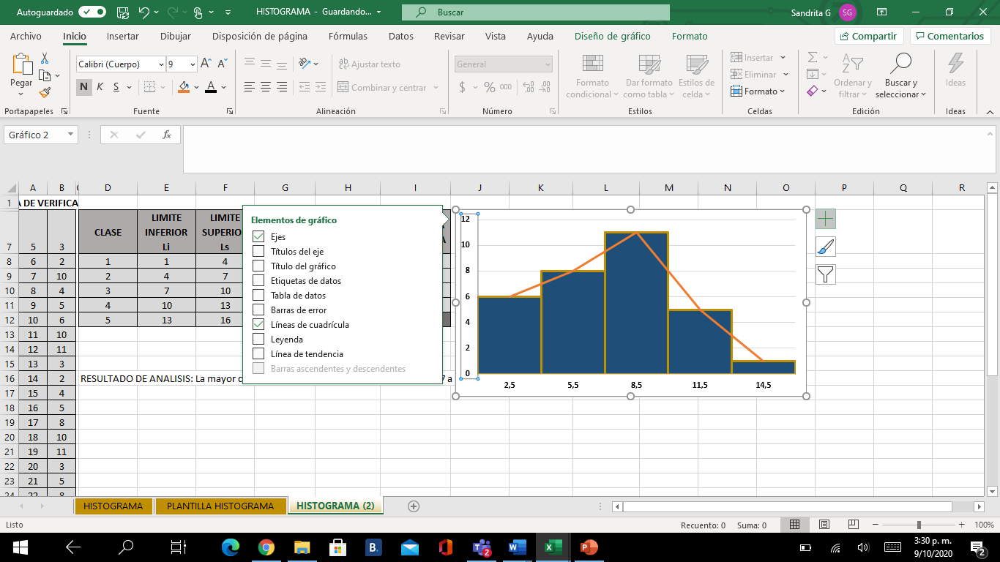 Autoguardado HISTOGRAMA - Guardando... Buscar Sandrita G SG
Archivo Inicio Insertar Dibujar Disposición de página Fórmulas Datos Revisar Vista Ayuda Diseño de gráfico Formato Compartir Comentarios
Pegar
Calibri (Cuerpo) 9 A A
N K S A
ab Ajustar texto
Combinar y centrar
General
$ % 000
Formato condicional
Dar formato como tabla
Estilos de celda
Insertar
Eliminar
Formato
Ordenar y filtrar
Buscar y seleccionar
Ideas
Portapapeles Fuente Alineación Número Estilos Celdas Edición Ideas
Gráfico 2 fx
A B C D E F G H I J K L M N O P Q R
1 A DE VERIFICA
7 5 3 CLASE LIMITE INFERIOR Li LIMITE SUPERIO Ls
8 6 2 1 1 4
9 7 10 2 4 7
10 8 4 3 7 10
11 9 5 4 10 13
12 10 6 5 13 16
13 11 10
14 12 11
15 13 3
16 14 2 RESULTADO DE ANALISIS: La mayor 7 a
17 15 4
18 16 5
19 17 8
20 18 10
21 19 11
22 20 3
23 21 5
24 22 8
Elementos de gráfico
Ejes
Títulos del eje
Título del gráfico
Etiquetas de datos
Tabla de datos
Barras de error
Líneas de cuadrícula
Leyenda
Línea de tendencia
Barras ascendentes y descendentes
12
10
8
6
4
2
0
2,5 5,5 8,5 11,5 14,5
HISTOGRAMA PLANTILLA HISTOGRAMA HISTOGRAMA (2)
Listo Recuento: 0 Suma: 0 100%
B. 2 W X P 3:30 p. m. 2
9/10/2020